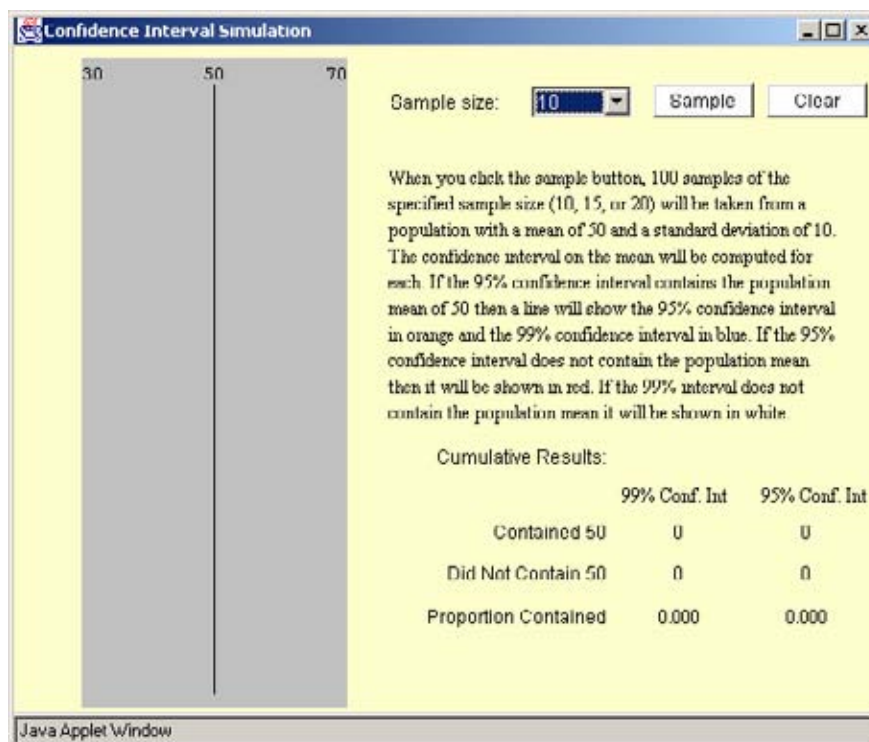 Confidence Interval Simulation
30 50 70
Sample size: 10 Sample Clear
When you click the sample button, 100 samples of the
specified sample size (10, 15, or 20) will be taken from a
population with a mean of 50 and a standard deviation of 10.
The confidence interval on the mean will be computed for
each. If the 95% confidence interval contains the population
mean of 50 then a line will show the 95% confidence interval
in orange and the 99% confidence interval in blue. If the 95%
confidence interval does not contain the population mean
then it will be shown in red. If the 99% interval does not
contain the population mean it will be shown in white.
Cumulative Results:
99% Conf. Int 95% Conf. Int
Contained 50 0 0
Did Not Contain 50 0 0
Proportion Contained 0.000 0.000
Java Applet Window